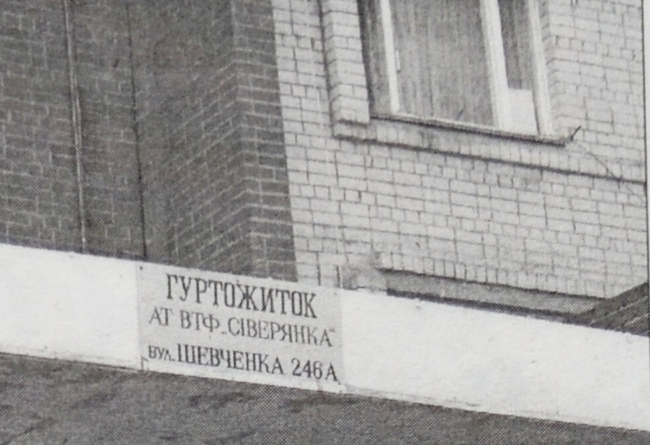 ГУРТОЖИТОК
АТ ВТФ „СІВЕРЯНКА“
ВУЛ. ШЕВЧЕНКА 246А